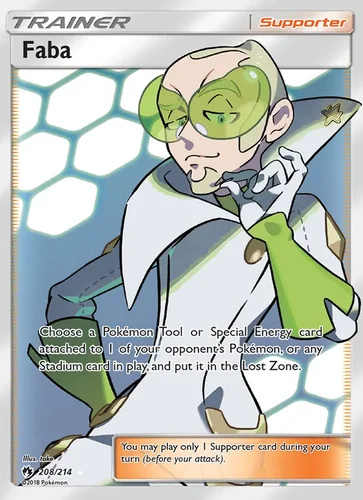 TRAINER
Supporter
Faba
Choose a Pokémon Tool or Special Energy card
attached to 1 of your opponent's Pokémon, or any
Stadium card in play, and put it in the Lost Zone.
Illus. take
208/214
©2018 Pokémon
You may play only 1 Supporter card during your
turn (before your attack).